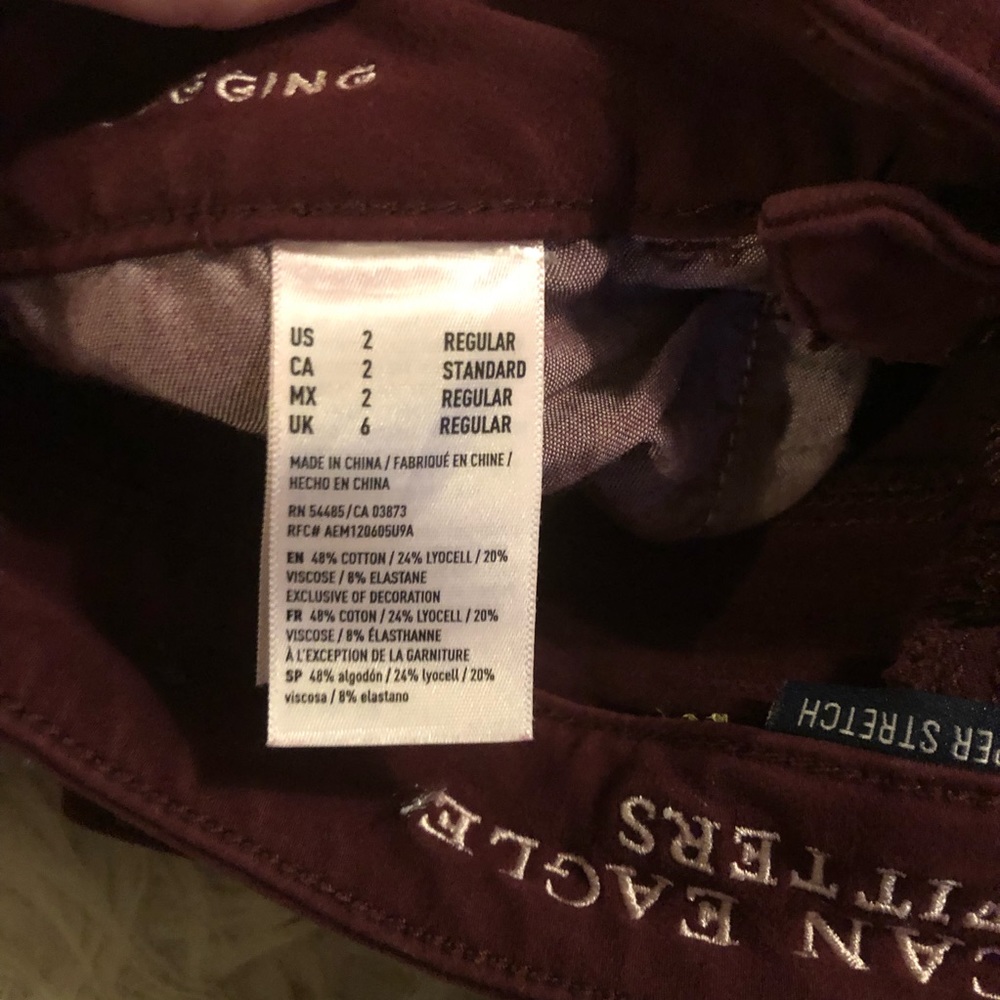 GGING
US 2 REGULAR
CA 2 STANDARD
MX 2 REGULAR
UK 6 REGULAR
MADE IN CHINA / FABRIQUÉ EN CHINE /
HECHO EN CHINA
RN 54485 / CA 03873
RFC# AEM120605U9A
EN 48% COTTON / 24% LYOCELL / 20%
VISCOSE / 8% ELASTANE
EXCLUSIVE OF DECORATION
FR 48% COTON / 24% LYOCELL / 20%
VISCOSE / 8% ÉLASTHANNE
À L'EXCEPTION DE LA GARNITURE
SP 48% algodón / 24% lyocell / 20%
viscosa / 8% elastano
PER STRETCH
CAN EAGLE
FITTERS